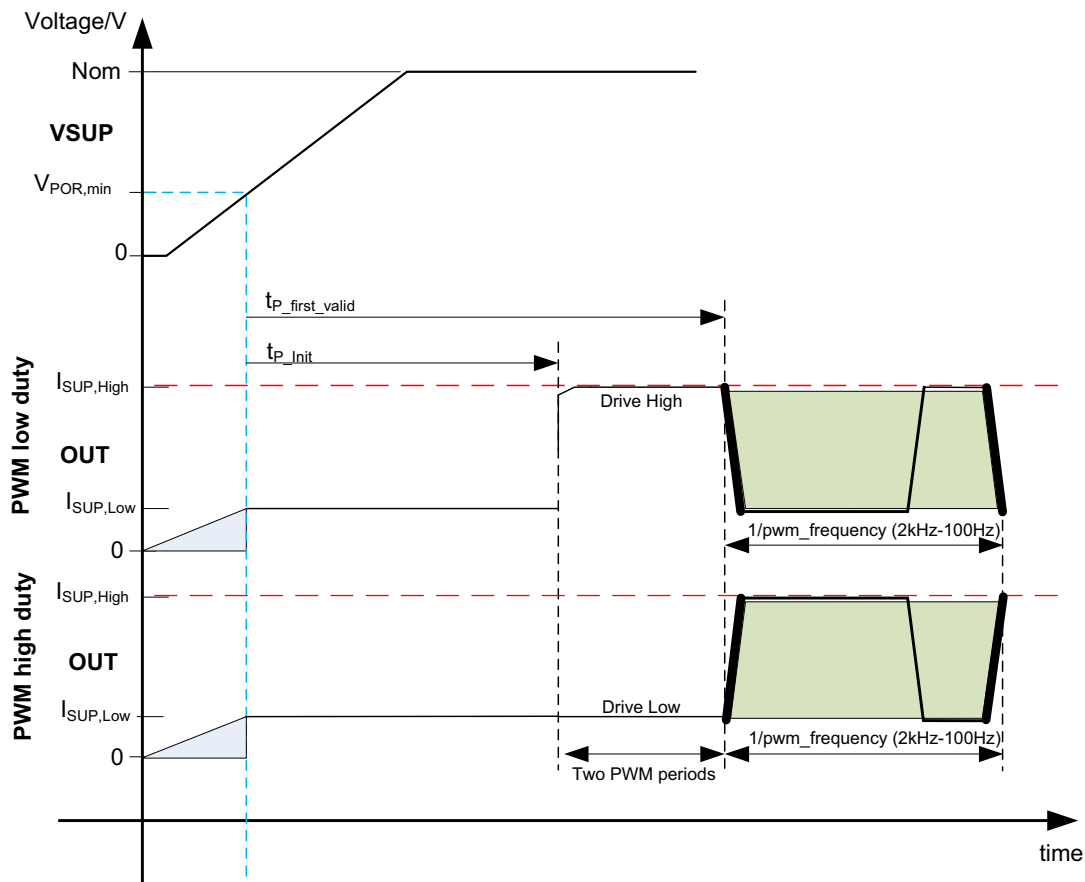 Voltage/V
Nom
VSUP
VPOR,min
0
tP_first_valid
tP_Init
PWM low duty
ISUP,High
Drive High
OUT
ISUP,Low
0
1/pwm_frequency (2kHz-100Hz)
PWM high duty
ISUP,High
OUT
ISUP,Low
Drive Low
0
1/pwm_frequency (2kHz-100Hz)
Two PWM periods
time